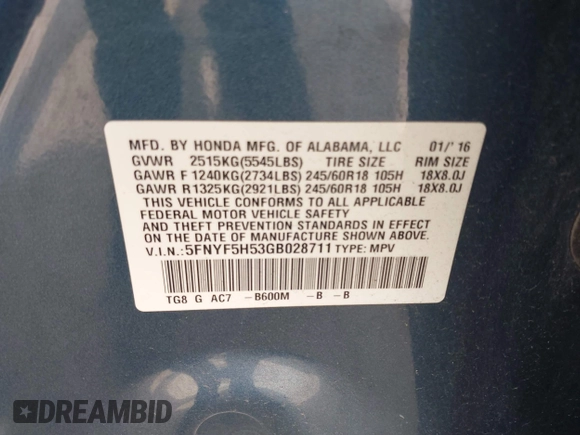 MFD. BY HONDA MFG. OF ALABAMA, LLC 01/'16
GVWR 2515KG(5545LBS) TIRE SIZE RIM SIZE
GAWR F 1240KG(2734LBS) 245/60R18 105H 18X8.0J
GAWR R 1325KG(2921LBS) 245/60R18 105H 18X8.0J
THIS VEHICLE CONFORMS TO ALL APPLICABLE
FEDERAL MOTOR VEHICLE SAFETY
AND THEFT PREVENTION STANDARDS IN EFFECT
ON THE DATE OF MANUFACTURE SHOWN ABOVE.
V.I.N.: 5FNYF5H53GB028711 TYPE: MPV
TG8 G AC7 -B600M -B -B
DREAMBID